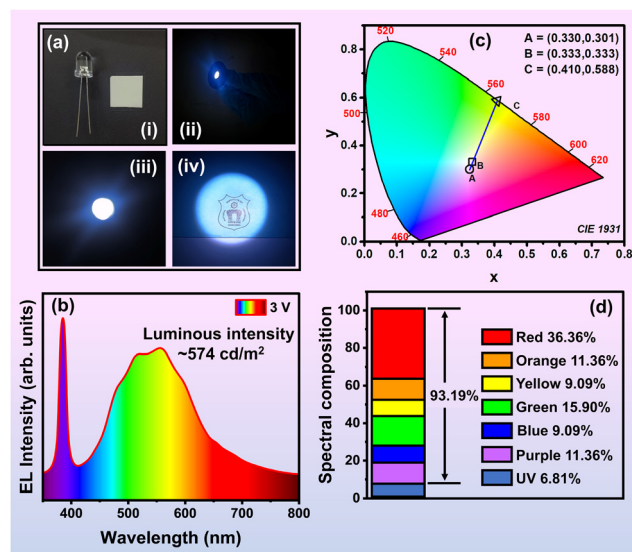 (a)
(i)
(ii)
(iii)
(iv)
(c)
A = (0.330,0.301)
B = (0.333,0.333)
C = (0.410,0.588)
520
540
560
500
C
580
600
620
B
A
480
460
CIE 1931
0.8
0.6
0.4
0.2
0.0
y
0.0 0.1 0.2 0.3 0.4 0.5 0.6 0.7 0.8
x
(b)
3 V
Luminous intensity
~574 cd/m²
EL Intensity (arb. units)
400 500 600 700 800
Wavelength (nm)
(d)
Spectral composition
100
80
60
40
20
0
93.19%
Red 36.36%
Orange 11.36%
Yellow 9.09%
Green 15.90%
Blue 9.09%
Purple 11.36%
UV 6.81%